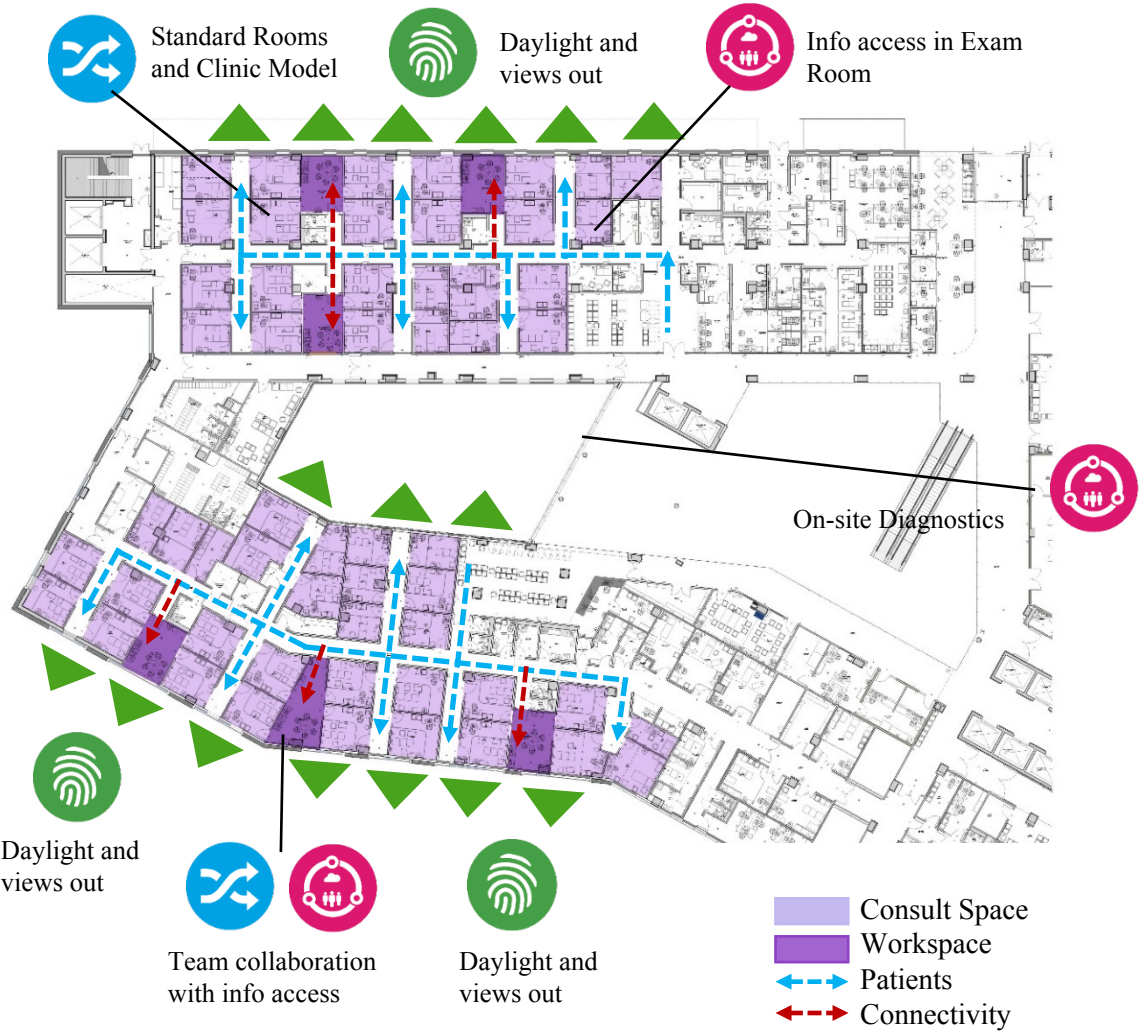 Standard Rooms
and Clinic Model
Daylight and
views out
Info access in Exam
Room
On-site Diagnostics
Daylight and
views out
Team collaboration
with info access
Daylight and
views out
Consult Space
Workspace
Patients
Connectivity